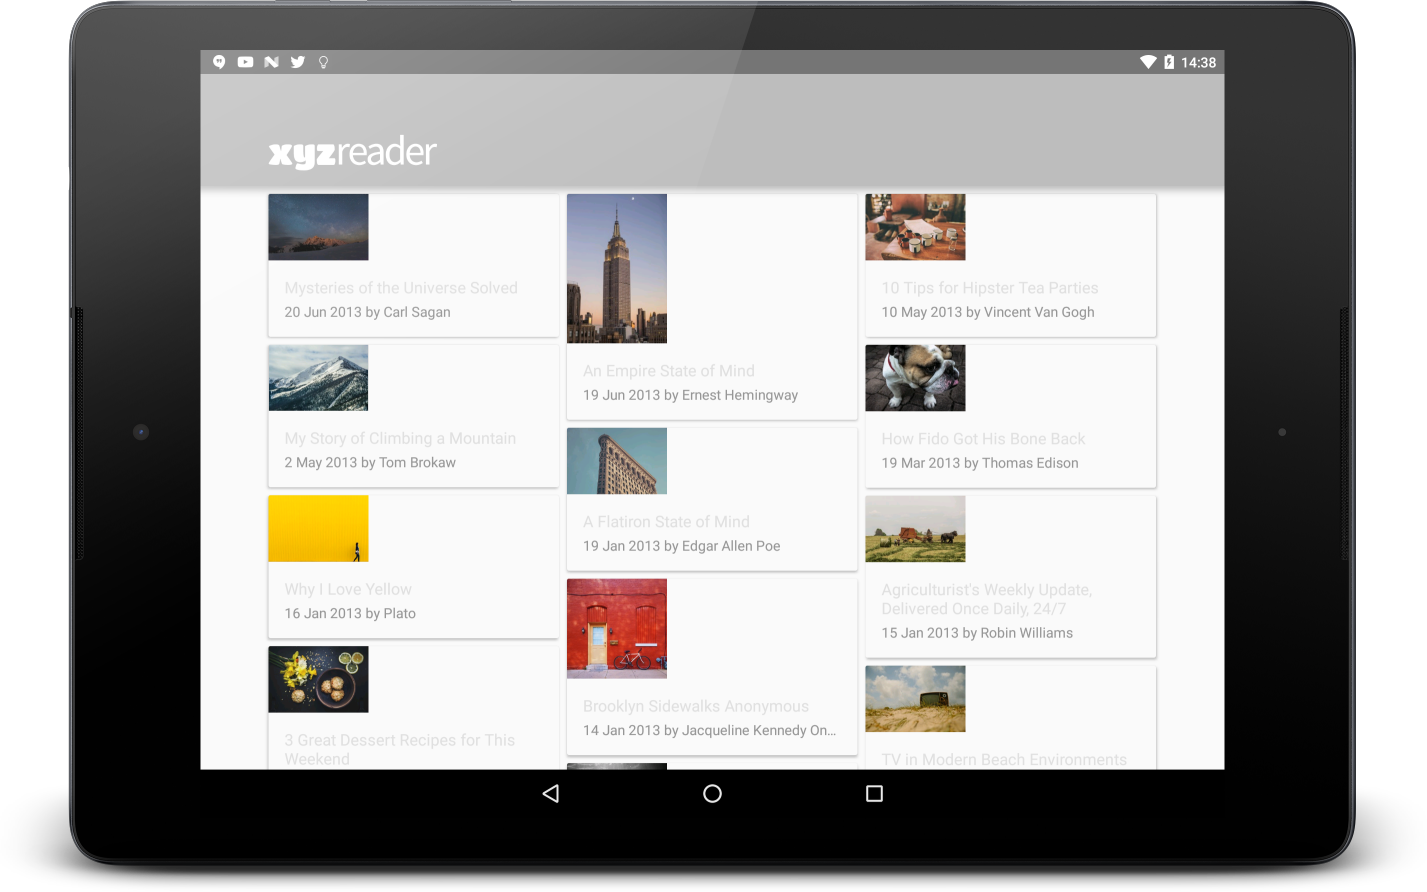 14:38
xyzreader
Mysteries of the Universe Solved
20 Jun 2013 by Carl Sagan
My Story of Climbing a Mountain
2 May 2013 by Tom Brokaw
Why I Love Yellow
16 Jan 2013 by Plato
3 Great Dessert Recipes for This
Weekend
An Empire State of Mind
19 Jun 2013 by Ernest Hemingway
A Flatiron State of Mind
19 Jan 2013 by Edgar Allen Poe
Brooklyn Sidewalks Anonymous
14 Jan 2013 by Jacqueline Kennedy On...
10 Tips for Hipster Tea Parties
10 May 2013 by Vincent Van Gogh
How Fido Got His Bone Back
19 Mar 2013 by Thomas Edison
Agriculturist's Weekly Update,
Delivered Once Daily, 24/7
15 Jan 2013 by Robin Williams
TV in Modern Beach Environments